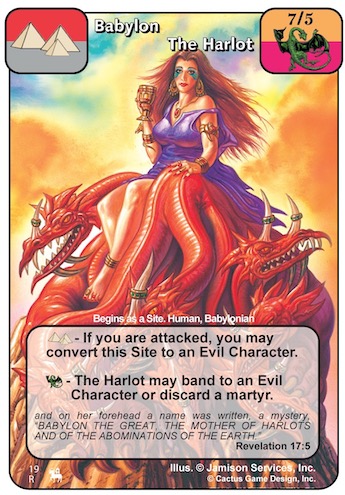 Babylon
The Harlot
7/5
Begins as a Site. Human, Babylonian
- If you are attacked, you may
convert this Site to an Evil Character.
- The Harlot may band to an Evil
Character or discard a martyr.
and on her forehead a name was written, a mystery,
"BABYLON THE GREAT, THE MOTHER OF HARLOTS
AND OF THE ABOMINATIONS OF THE EARTH."
Revelation 17:5
19
R
Illus. © Jamison Services, Inc.
© Cactus Game Design, Inc.